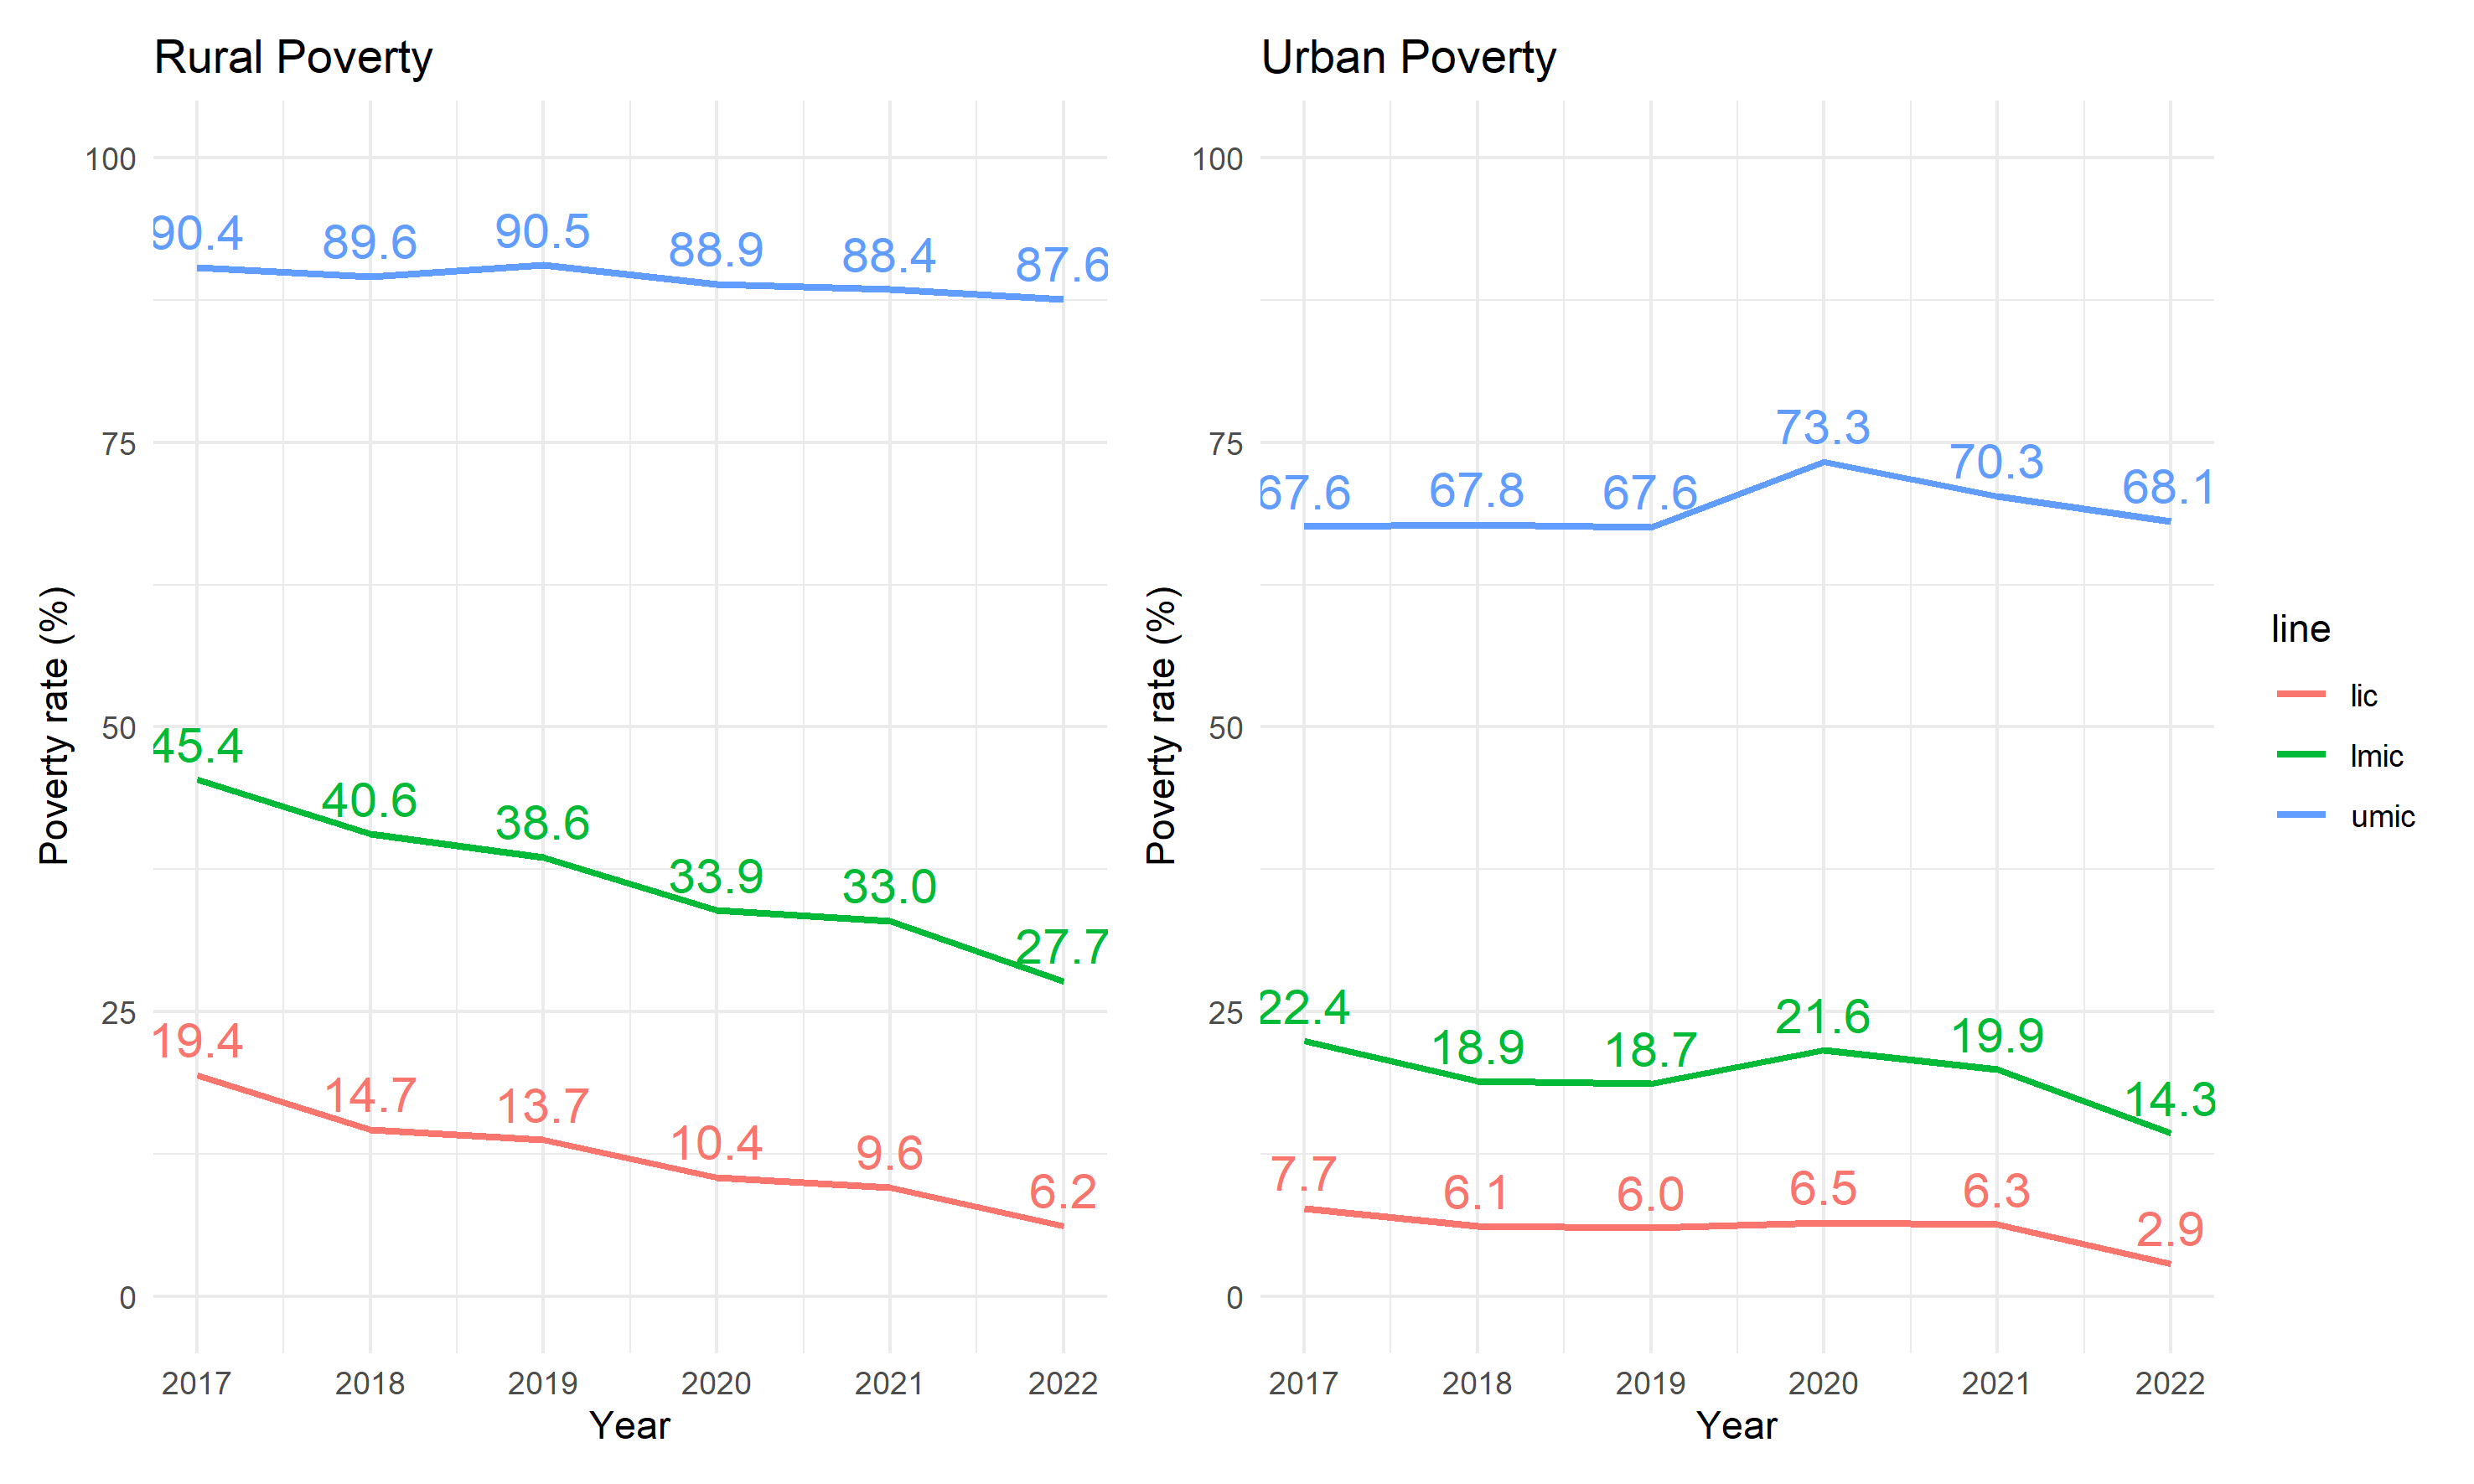 Rural Poverty
Urban Poverty
Poverty rate (%)
100
75
50
25
0
90.4 89.6 90.5 88.9 88.4 87.6
45.4 40.6 38.6 33.9 33.0 27.7
19.4 14.7 13.7 10.4 9.6 6.2
2017 2018 2019 2020 2021 2022
Year
Poverty rate (%)
100
75
50
25
0
67.6 67.8 67.6 73.3 70.3 68.1
22.4 18.9 18.7 21.6 19.9 14.3
7.7 6.1 6.0 6.5 6.3 2.9
2017 2018 2019 2020 2021 2022
Year
line
lic
lmic
umic